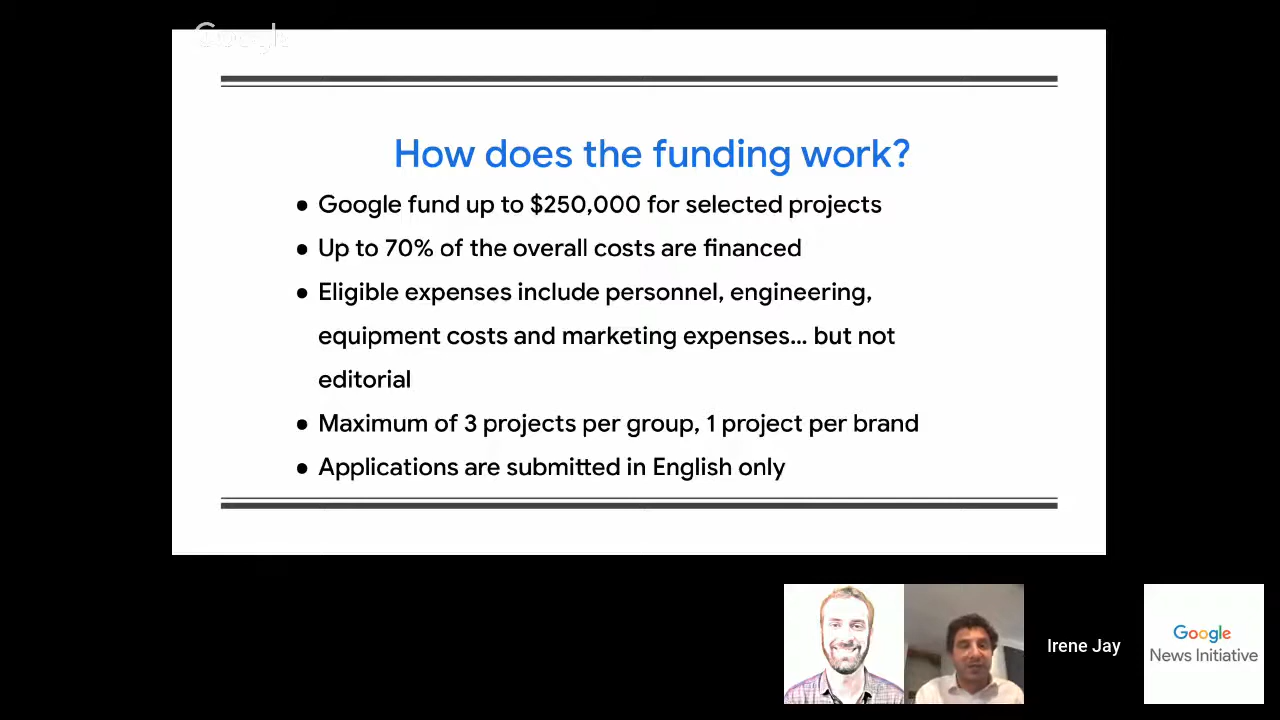 Google
How does the funding work?
● Google fund up to $250,000 for selected projects
● Up to 70% of the overall costs are financed
● Eligible expenses include personnel, engineering,
equipment costs and marketing expenses... but not
editorial
● Maximum of 3 projects per group, 1 project per brand
● Applications are submitted in English only
Irene Jay
Google
News Initiative